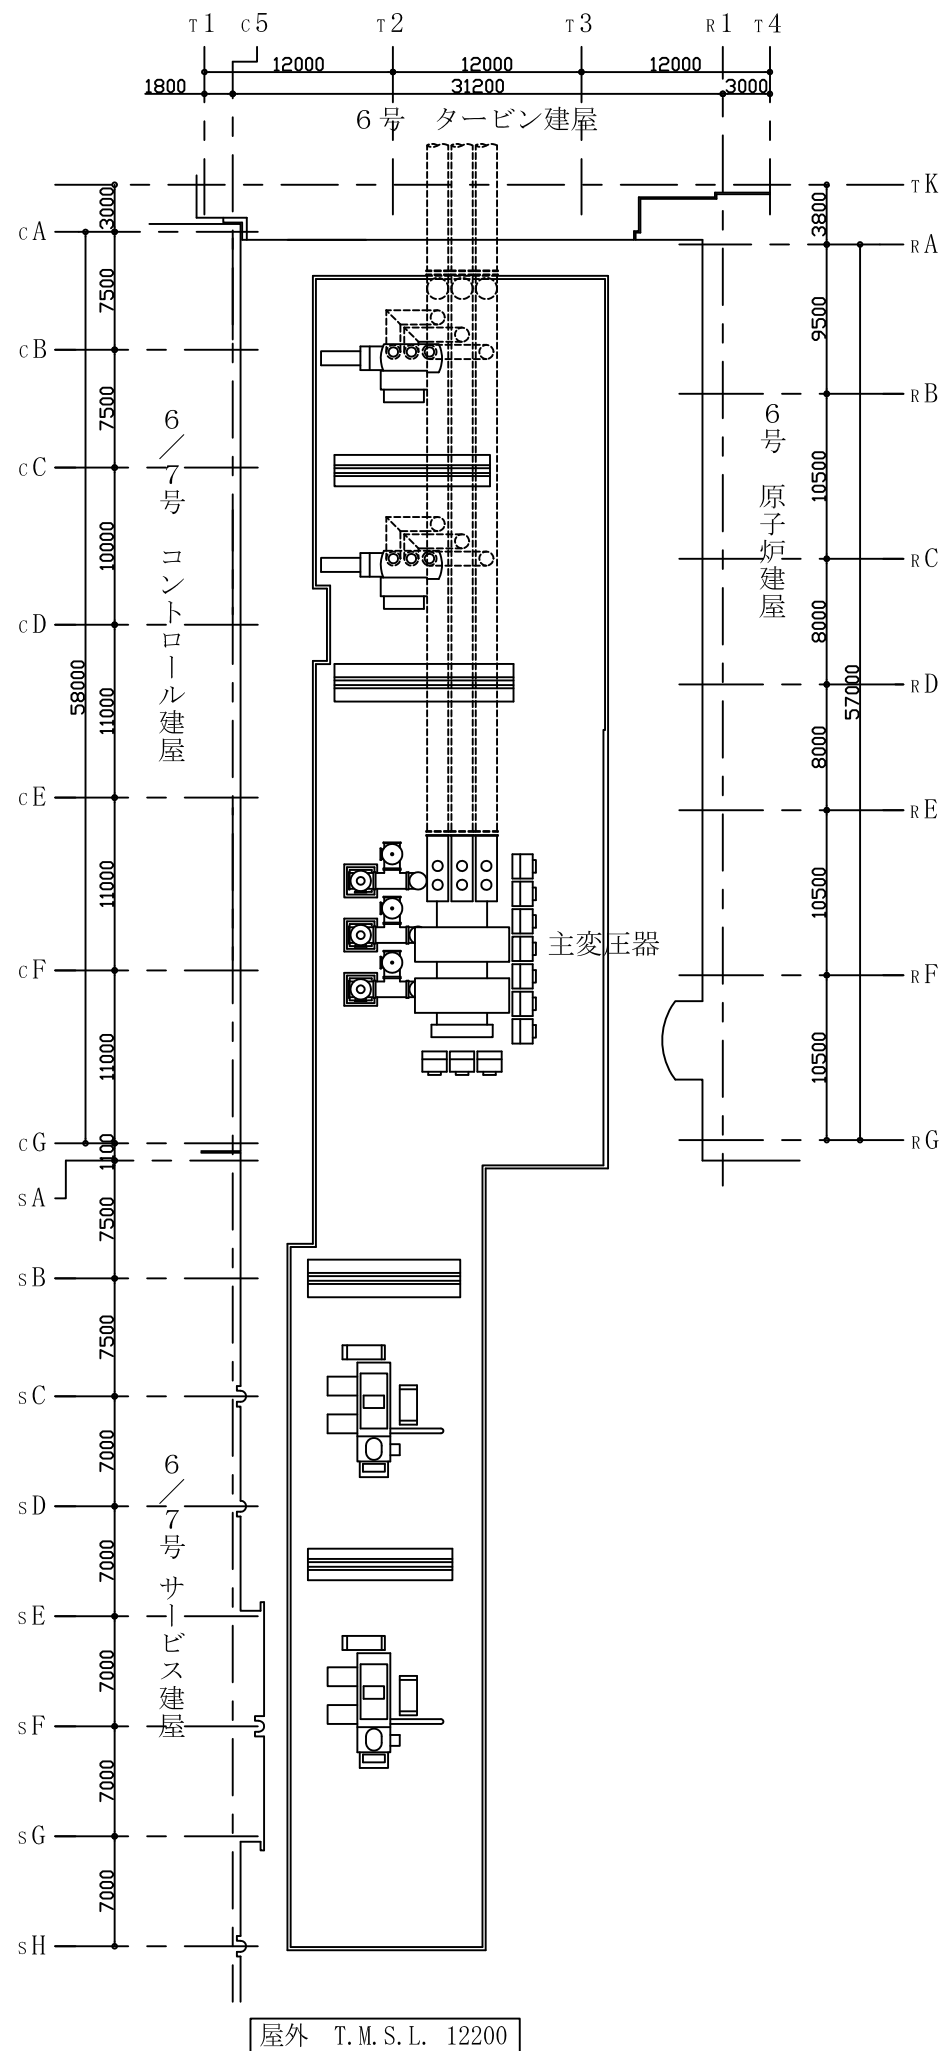 T1 C5 T2 T3 R1 T4
12000 12000 12000
1800 31200 3000
6号 タービン建屋
TK
3000
3800
CA
RA
7500
9500
CB
RB
7500
10500
CC
RC
10000
8000
CD
RD
58000
57000
11000
8000
CE
RE
11000
10500
CF
RF
11000
10500
CG
RG
1100
SA
7500
SB
7500
SC
7000
SD
7000
SE
7000
SF
7000
SG
7000
SH
6/7号 コントロール建屋
6号 原子炉建屋
主変圧器
6/7号 サービス建屋
屋外 T.M.S.L. 12200